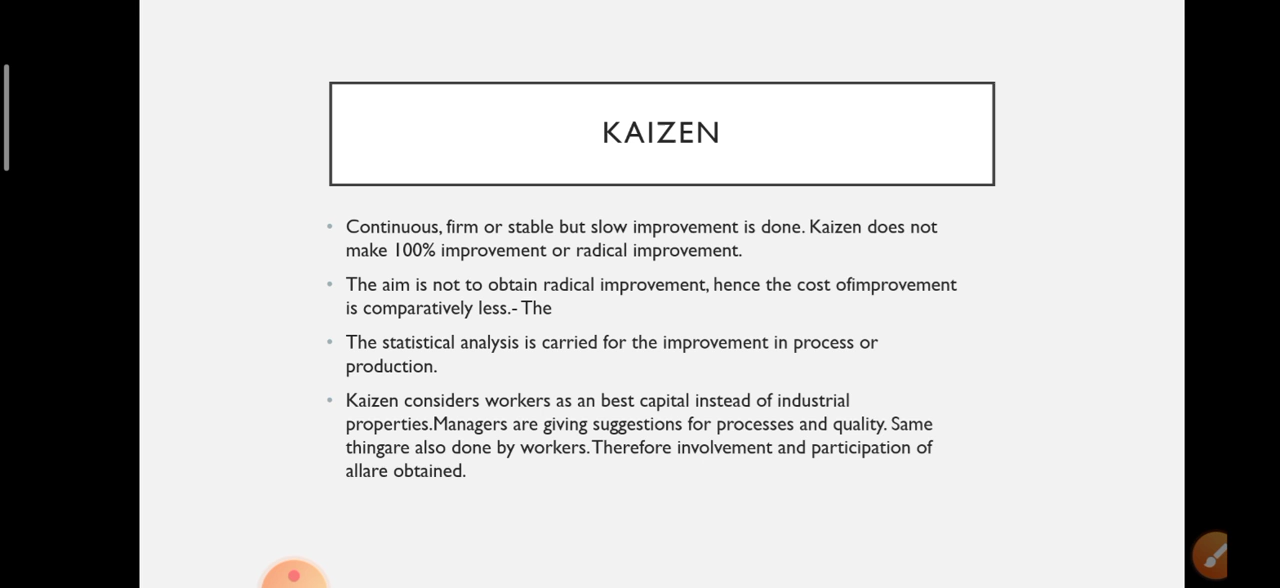 KAIZEN
• Continuous, firm or stable but slow improvement is done. Kaizen does not
make 100% improvement or radical improvement.
• The aim is not to obtain radical improvement, hence the cost ofimprovement
is comparatively less.- The
• The statistical analysis is carried for the improvement in process or
production.
• Kaizen considers workers as an best capital instead of industrial
properties.Managers are giving suggestions for processes and quality. Same
thingare also done by workers.Therefore involvement and participation of
allare obtained.